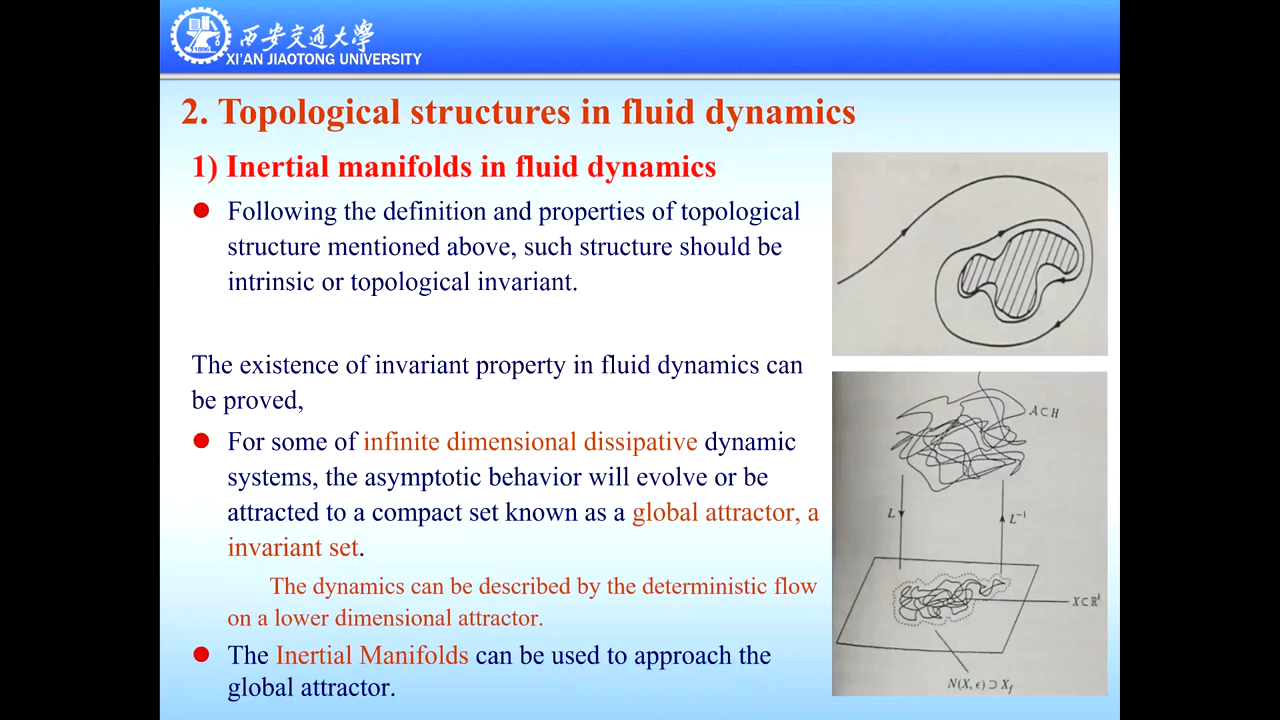 西安交通大學
1896
XI'AN JIAOTONG UNIVERSITY
2. Topological structures in fluid dynamics
1) Inertial manifolds in fluid dynamics
Following the definition and properties of topological
structure mentioned above, such structure should be
intrinsic or topological invariant.
The existence of invariant property in fluid dynamics can
be proved,
For some of infinite dimensional dissipative dynamic
systems, the asymptotic behavior will evolve or be
attracted to a compact set known as a global attractor, a
invariant set.
The dynamics can be described by the deterministic flow
on a lower dimensional attractor.
The Inertial Manifolds can be used to approach the
global attractor.
A⊂H
L
L⁻¹
X⊂ℝᵏ
N(X, ϵ)⊃X_f